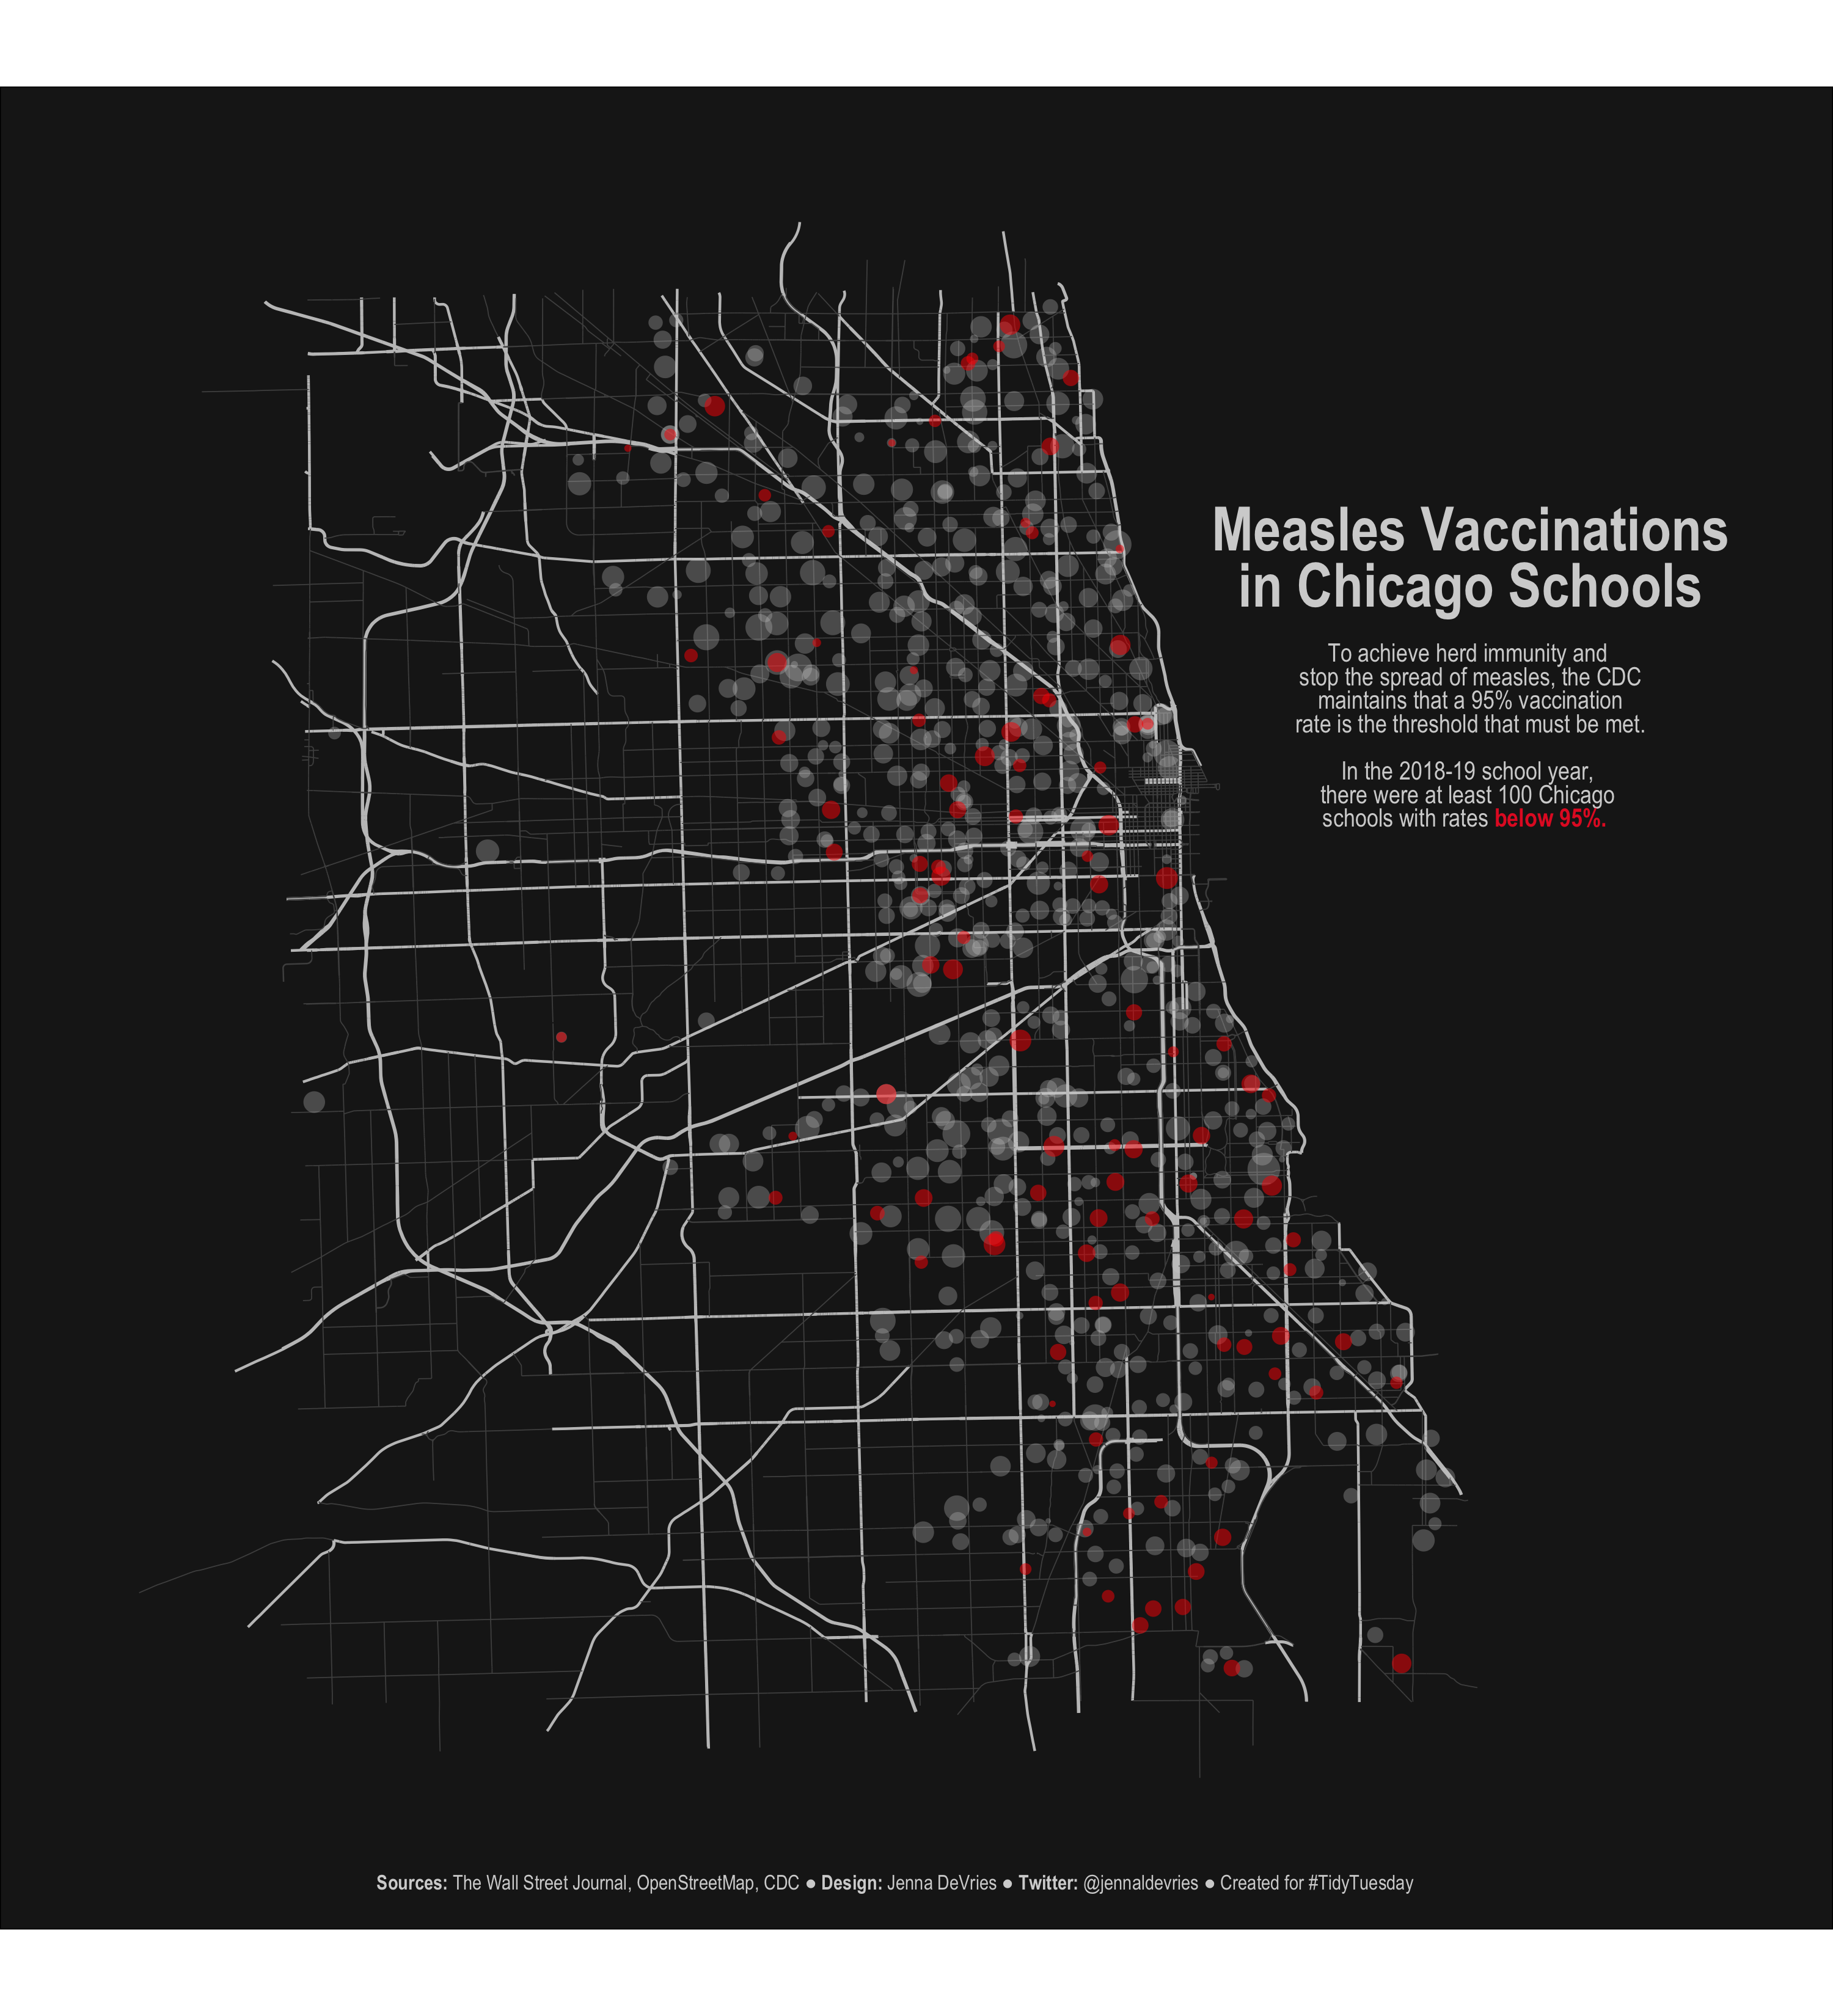 Measles Vaccinations
in Chicago Schools
To achieve herd immunity and
stop the spread of measles, the CDC
maintains that a 95% vaccination
rate is the threshold that must be met.
In the 2018-19 school year,
there were at least 100 Chicago
schools with rates below 95%.
Sources: The Wall Street Journal, OpenStreetMap, CDC ● Design: Jenna DeVries ● Twitter: @jennaldevries ● Created for #TidyTuesday